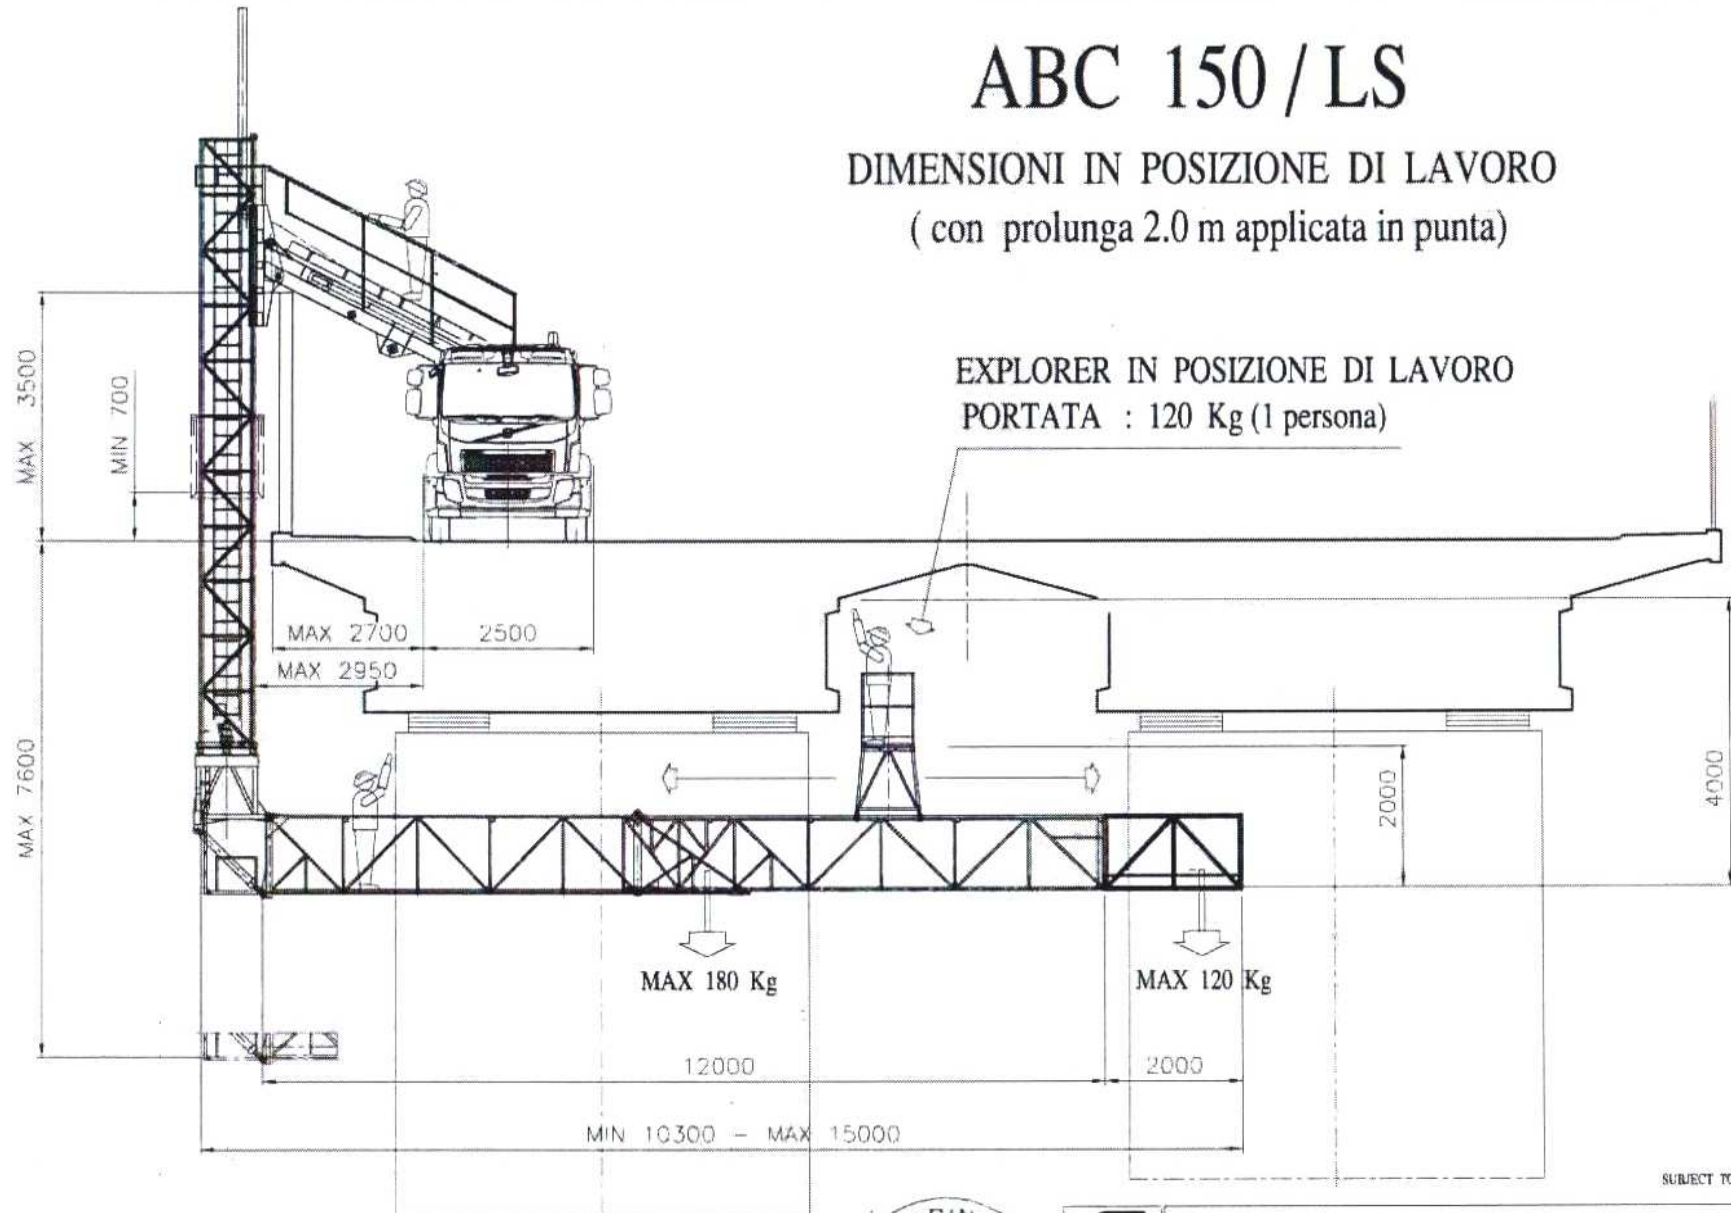 ABC 150 / LS
DIMENSIONI IN POSIZIONE DI LAVORO
( con prolunga 2.0 m applicata in punta)
EXPLORER IN POSIZIONE DI LAVORO
PORTATA : 120 Kg (1 persona)
MAX 3500
MIN 700
MAX 2700
2500
MAX 2950
MAX 7600
2000
4000
MAX 180 Kg
MAX 120 Kg
12000
2000
MIN 10300 - MAX 15000
SUBJECT TO